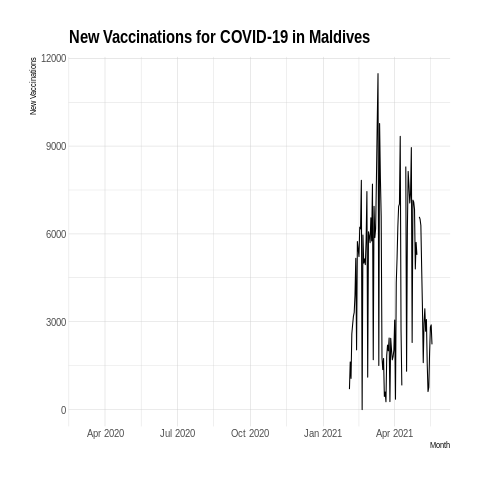 New Vaccinations for COVID-19 in Maldives
New Vaccinations
12000
9000
6000
3000
0
Apr 2020 Jul 2020 Oct 2020 Jan 2021 Apr 2021
Month